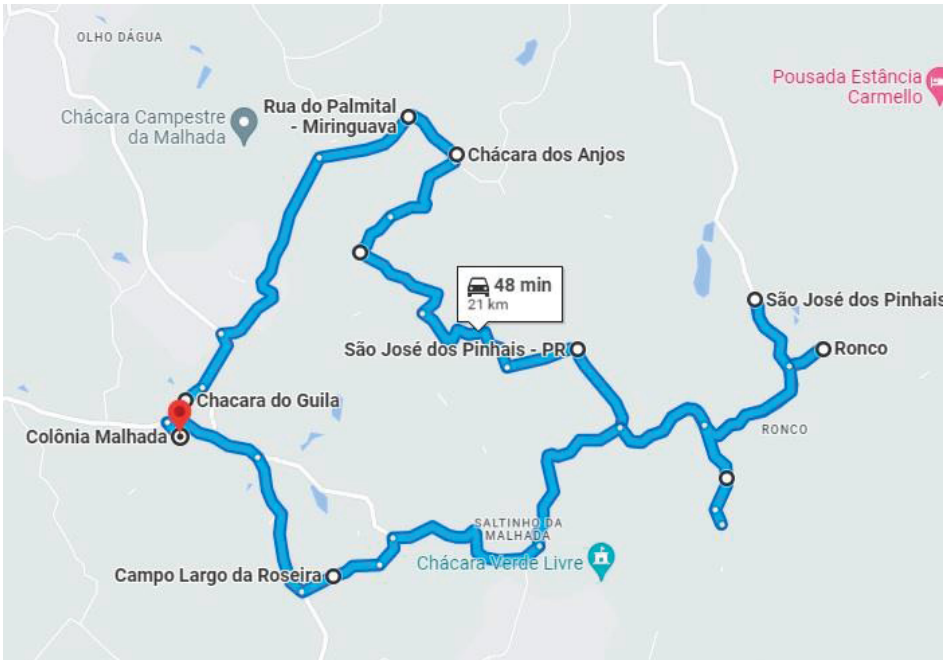 OLHO DÁGUA
Pousada Estância
Carmello
Rua do Palmital
- Miringuava
Chácara Campestre
da Malhada
Chácara dos Anjos
48 min
21 km
São José dos Pinhais
São José dos Pinhais - PR
Ronco
Chacara do Guila
Colônia Malhada
RONCO
SALTINHO DA
MALHADA
Chácara Verde Livre
Campo Largo da Roseira